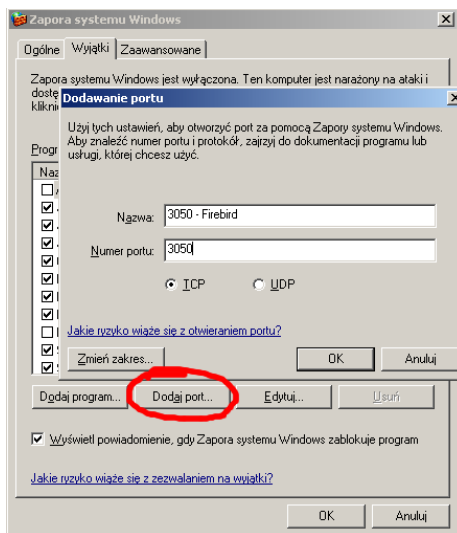 Zapora systemu Windows
Ogólne Wyjątki Zaawansowane
Zapora systemu Windows jest wyłączona. Ten komputer jest narażony na ataki i
Dodawanie portu
Użyj tych ustawień, aby otworzyć port za pomocą Zapory systemu Windows.
Aby znaleźć numer portu i protokół, zajrzyj do dokumentacji programu lub
usługi, której chcesz użyć.
Nazwa: 3050 - Firebird
Numer portu: 3050
TCP UDP
Jakie ryzyko wiąże się z otwieraniem portu?
Zmień zakres... OK Anuluj
Dodaj program... Dodaj port... Edytuj... Usuń
Wyświetl powiadomienie, gdy Zapora systemu Windows zablokuje program
Jakie ryzyko wiąże się z zezwalaniem na wyjątki?
OK Anuluj